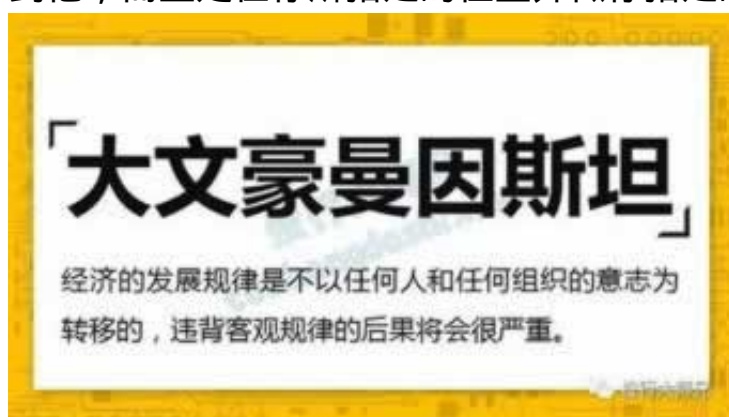 「大文豪曼因斯坦」
经济的发展规律是不以任何人和任何组织的意志为
转移的，违背客观规律的后果将会很严重。